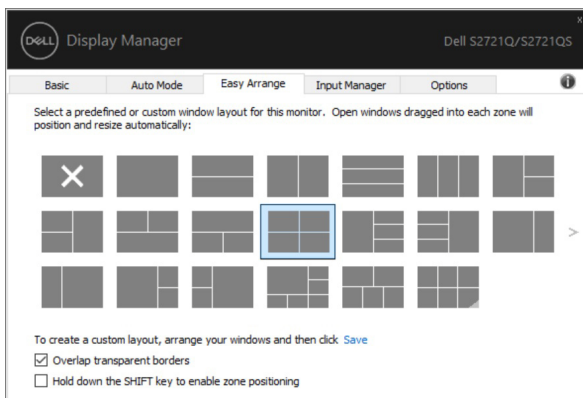 DELL Display Manager Dell S2721Q/S2721QS
Basic Auto Mode Easy Arrange Input Manager Options
Select a predefined or custom window layout for this monitor. Open windows dragged into each zone will
position and resize automatically:
To create a custom layout, arrange your windows and then click Save
Overlap transparent borders
Hold down the SHIFT key to enable zone positioning